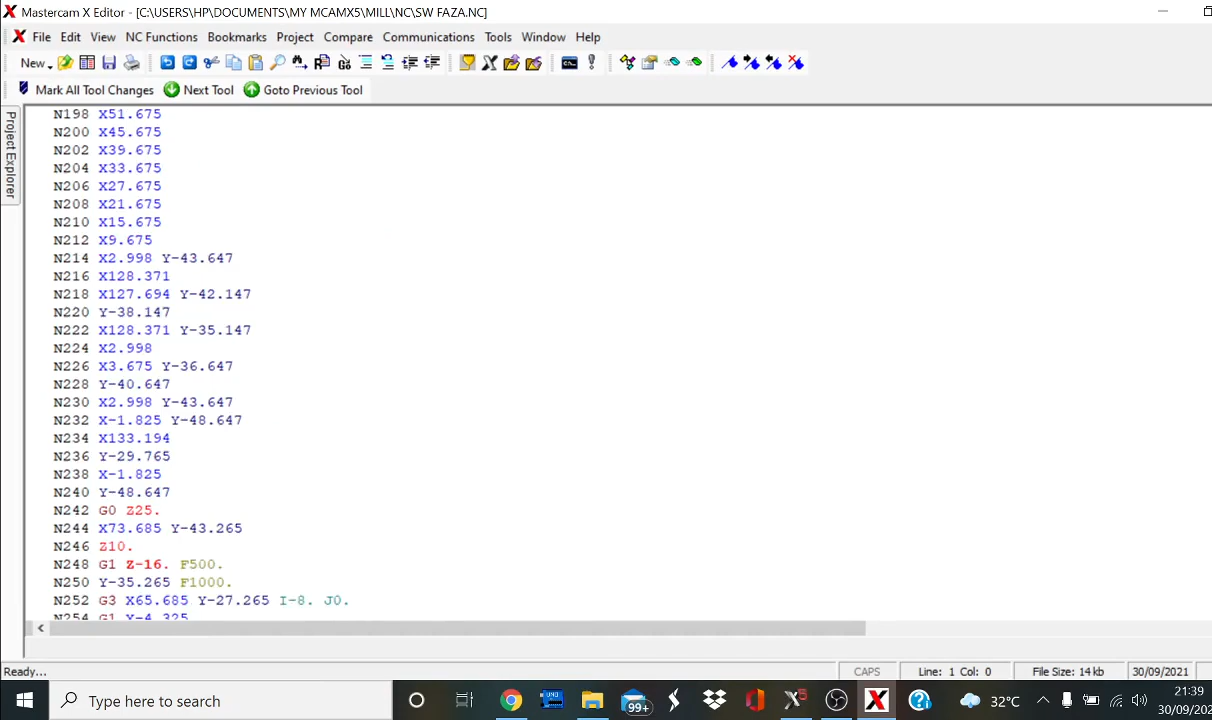 Mastercam X Editor - [C:\USERS\HP\DOCUMENTS\MY MCAMX5\MILL\NC\SW FAZA.NC]
File Edit View NC Functions Bookmarks Project Compare Communications Tools Window Help
New
Mark All Tool Changes Next Tool Goto Previous Tool
Project Explorer
N198 X51.675
N200 X45.675
N202 X39.675
N204 X33.675
N206 X27.675
N208 X21.675
N210 X15.675
N212 X9.675
N214 X2.998 Y-43.647
N216 X128.371
N218 X127.694 Y-42.147
N220 Y-38.147
N222 X128.371 Y-35.147
N224 X2.998
N226 X3.675 Y-36.647
N228 Y-40.647
N230 X2.998 Y-43.647
N232 X-1.825 Y-48.647
N234 X133.194
N236 Y-29.765
N238 X-1.825
N240 Y-48.647
N242 G0 Z25.
N244 X73.685 Y-43.265
N246 Z10.
N248 G1 Z-16. F500.
N250 Y-35.265 F1000.
N252 G3 X65.685 Y-27.265 I-8. J0.
N254 G1 X-4.325
Ready... CAPS Line: 1 Col: 0 File Size: 14 kb 30/09/2021
Type here to search 99+ 32°C 21:39
30/09/202